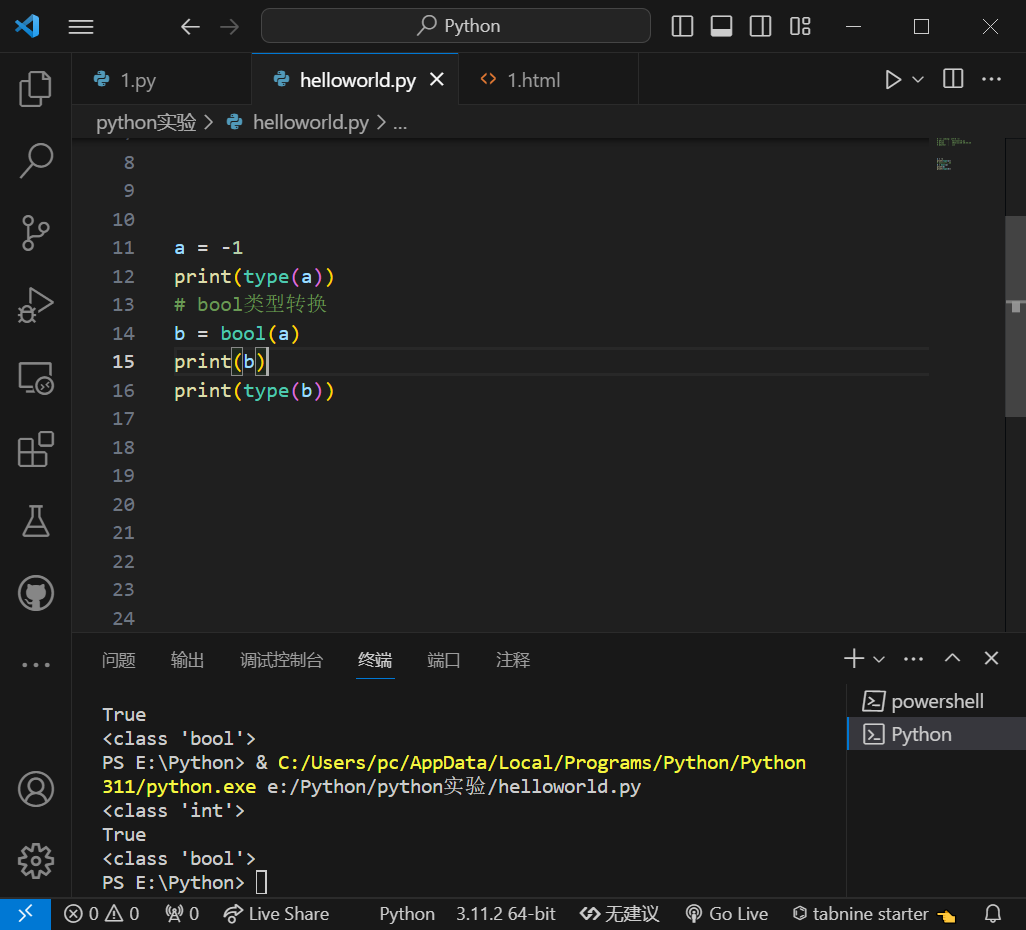 Python
1.py
helloworld.py
1.html
python实验 > helloworld.py > ...
8
9
10
11 a = -1
12 print(type(a))
13 # bool类型转换
14 b = bool(a)
15 print(b)
16 print(type(b))
17
18
19
20
21
22
23
24
问题 输出 调试控制台 终端 端口 注释
True
<class 'bool'>
PS E:\Python> & C:/Users/pc/AppData/Local/Programs/Python/Python
311/python.exe e:/Python/python实验/helloworld.py
<class 'int'>
True
<class 'bool'>
PS E:\Python>
powershell
Python
0 0 0 Live Share Python 3.11.2 64-bit 无建议 Go Live tabnine starter